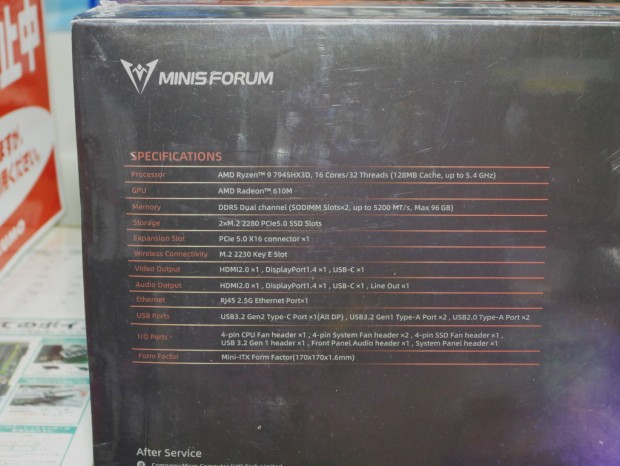 止中
MINISFORUM
SPECIFICATIONS
Processor AMD Ryzen™ 9 7945HX3D, 16 Cores/32 Threads (128MB Cache, up to 5.4 GHz)
GPU AMD Radeon™ 610M
Memory DDR5 Dual channel (SODIMM Slots×2, up to 5200 MT/s, Max 96 GB)
Storage 2×M.2 2280 PCIe5.0 SSD Slots
Expansion Slot PCIe 5.0 X16 connector ×1
Wireless Connectivity M.2 2230 Key E Slot
Video Output HDMI2.0 ×1 , DisplayPort1.4 ×1 , USB-C ×1
Audio Output HDMI2.0 ×1 , DisplayPort1.4 ×1 , USB-C ×1 , Line Out ×1
Ethernet RJ45 2.5G Ethernet Port×1
USB Ports USB3.2 Gen2 Type-C Port ×1(Alt DP) , USB3.2 Gen1 Type-A Port ×2 , USB2.0 Type-A Port ×2
I/O Ports 4-pin CPU Fan header ×1 , 4-pin System Fan header ×2 , 4-pin SSD Fan header ×1 ,
USB 3.2 Gen 1 header ×1 , Front Panel Audio header ×1 , System Panel header ×1
Form Factor Mini-ITX Form Factor(170x170x1.6mm)
After Service